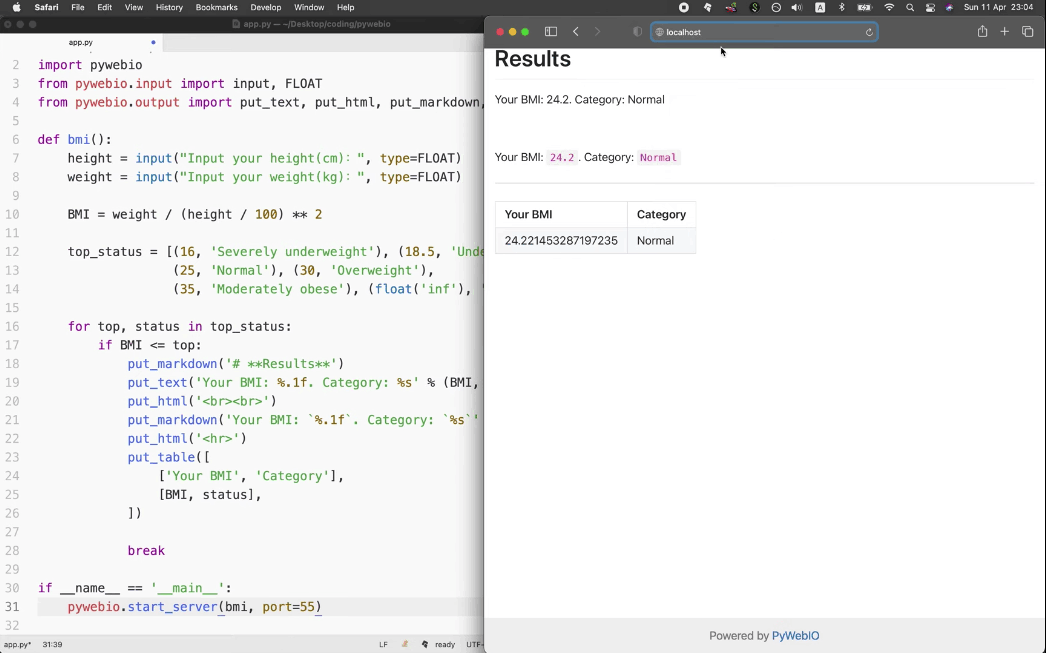 Safari File Edit View History Bookmarks Develop Window Help
A
Sun 11 Apr 23:04
app.py — ~/Desktop/coding/pywebio
app.py
2 import pywebio
3 from pywebio.input import input, FLOAT
4 from pywebio.output import put_text, put_html, put_markdown,
5
6 def bmi():
7 height = input("Input your height(cm)：", type=FLOAT)
8 weight = input("Input your weight(kg)：", type=FLOAT)
9
10 BMI = weight / (height / 100) ** 2
11
12 top_status = [(16, 'Severely underweight'), (18.5, 'Unde
13 (25, 'Normal'), (30, 'Overweight'),
14 (35, 'Moderately obese'), (float('inf'), '
15
16 for top, status in top_status:
17 if BMI <= top:
18 put_markdown('# **Results**')
19 put_text('Your BMI: %.1f. Category: %s' % (BMI,
20 put_html('<br><br>')
21 put_markdown('Your BMI: `%.1f`. Category: `%s`'
22 put_html('<hr>')
23 put_table([
24 ['Your BMI', 'Category'],
25 [BMI, status],
26 ])
27
28 break
29
30 if __name__ == '__main__':
31 pywebio.start_server(bmi, port=55)
32
app.py* 31:39 LF ready UTF-
localhost
Results
Your BMI: 24.2. Category: Normal
Your BMI: 24.2 . Category: Normal
Your BMI Category
24.221453287197235 Normal
Powered by PyWebIO